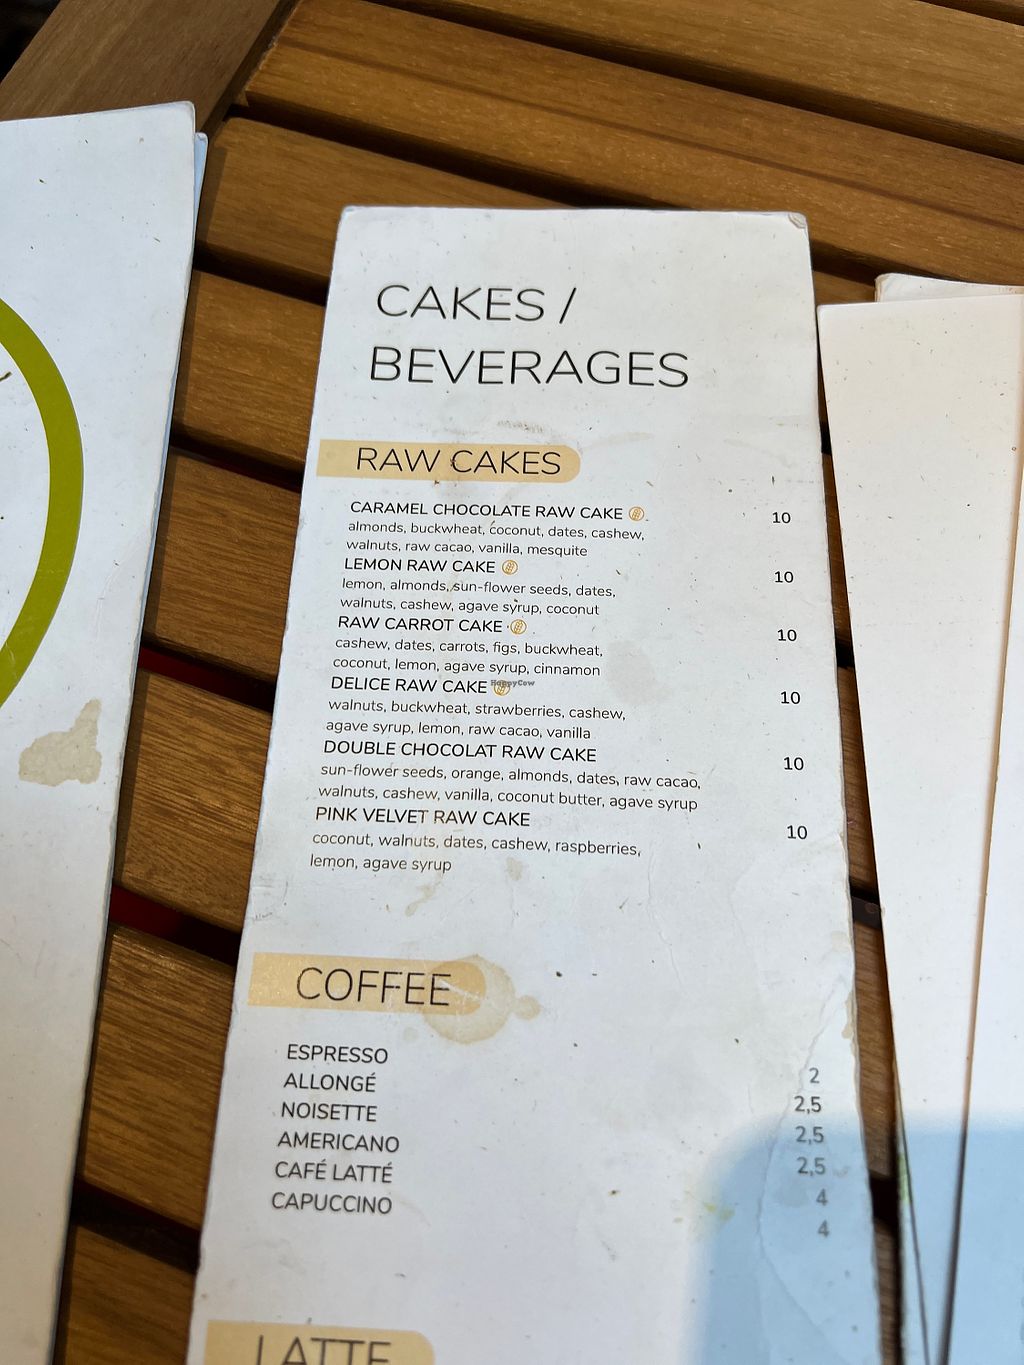 CAKES /
BEVERAGES
RAW CAKES
CARAMEL CHOCOLATE RAW CAKE 10
almonds, buckwheat, coconut, dates, cashew,
walnuts, raw cacao, vanilla, mesquite
LEMON RAW CAKE 10
lemon, almonds, sun-flower seeds, dates,
walnuts, cashew, agave syrup, coconut
RAW CARROT CAKE 10
cashew, dates, carrots, figs, buckwheat,
coconut, lemon, agave syrup, cinnamon
DELICE RAW CAKE 10
HappyCow
walnuts, buckwheat, strawberries, cashew,
agave syrup, lemon, raw cacao, vanilla
DOUBLE CHOCOLAT RAW CAKE 10
sun-flower seeds, orange, almonds, dates, raw cacao,
walnuts, cashew, vanilla, coconut butter, agave syrup
PINK VELVET RAW CAKE 10
coconut, walnuts, dates, cashew, raspberries,
lemon, agave syrup
COFFEE
ESPRESSO 2
ALLONGÉ 2,5
NOISETTE 2,5
AMERICANO 2,5
CAFÉ LATTÉ 4
CAPUCCINO 4
LATTE